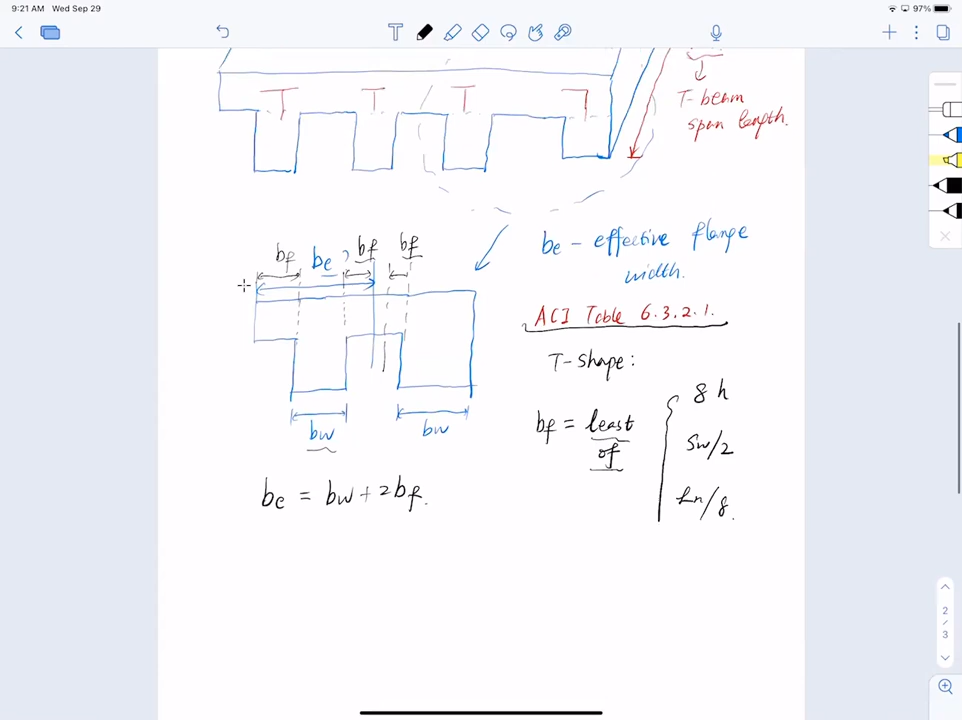 9:21 AM Wed Sep 29
97%
T
T T T
T-beam
span length.
bf be bf bf
be - effective flange
width.
ACI Table 6.3.2.1.
T-shape:
bf = least
of
8h
sw/2
ln/8.
bw bw
be = bw + 2bf.
2
/
3